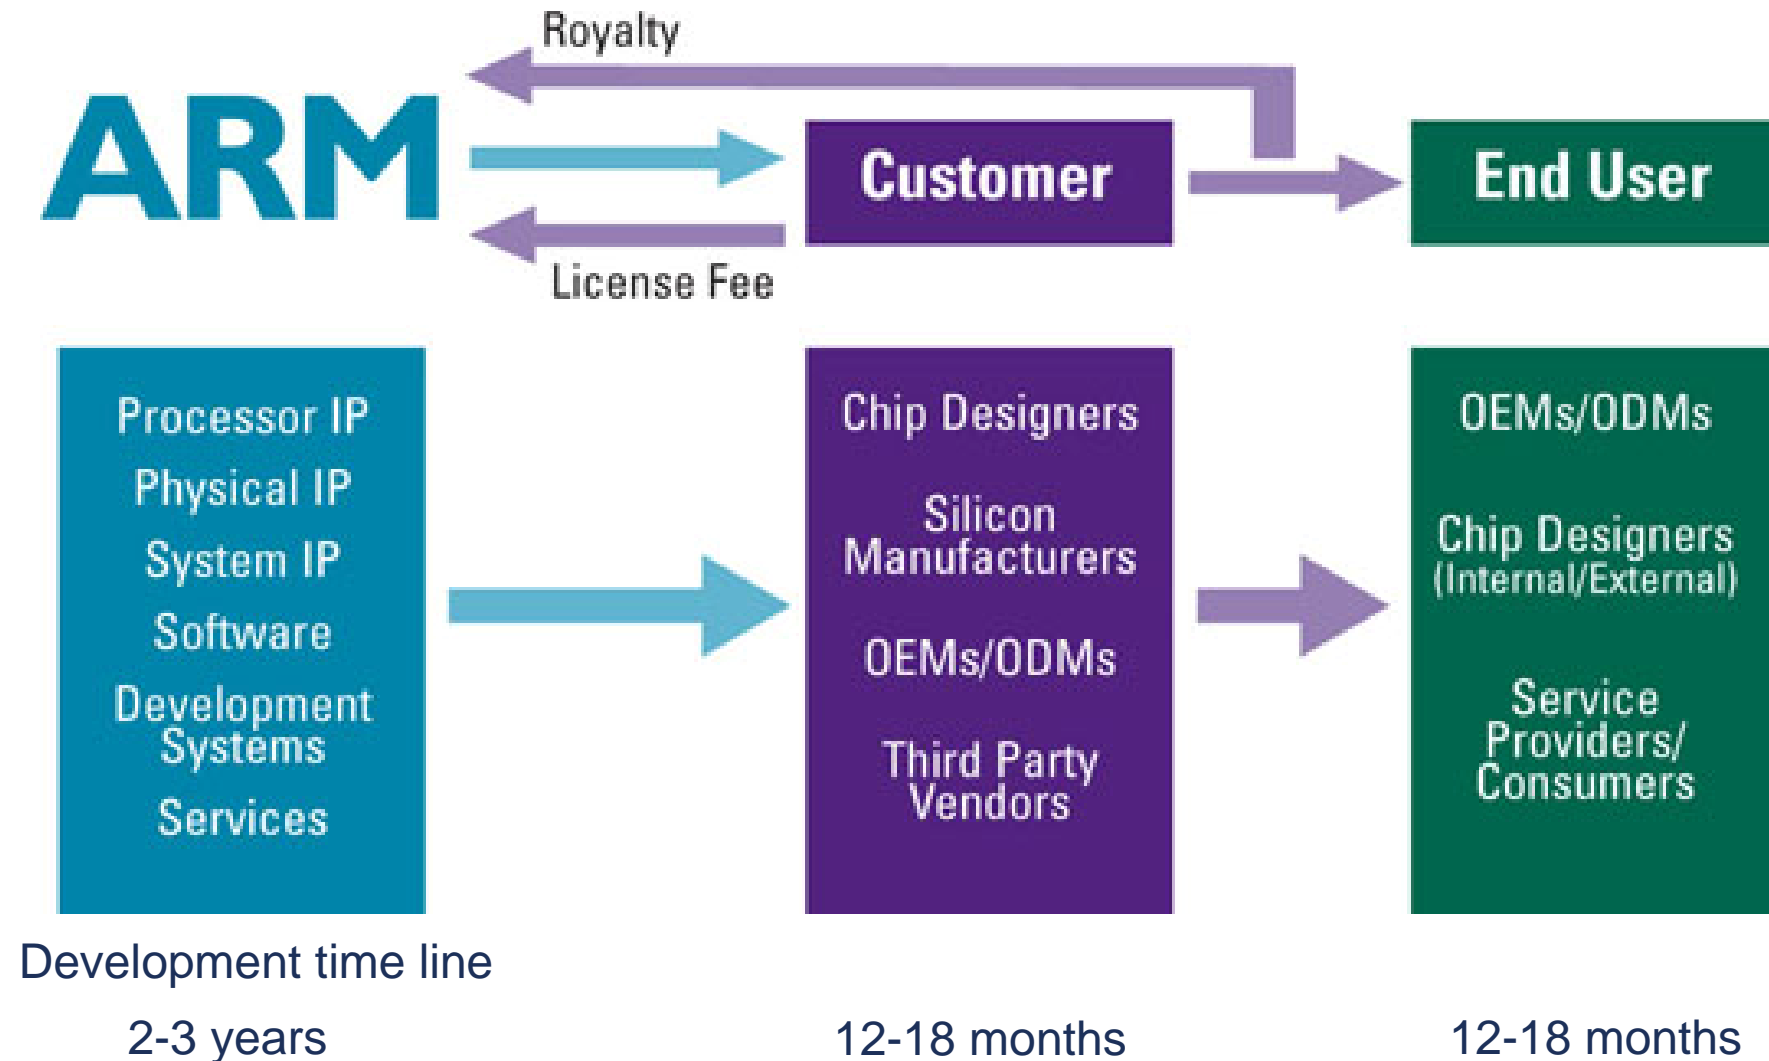 Royalty
ARM
Customer
End User
License Fee
Processor IP
Physical IP
System IP
Software
Development
Systems
Services
Chip Designers
Silicon
Manufacturers
OEMs/ODMs
Third Party
Vendors
OEMs/ODMs
Chip Designers
(Internal/External)
Service
Providers/
Consumers
Development time line
2-3 years
12-18 months
12-18 months